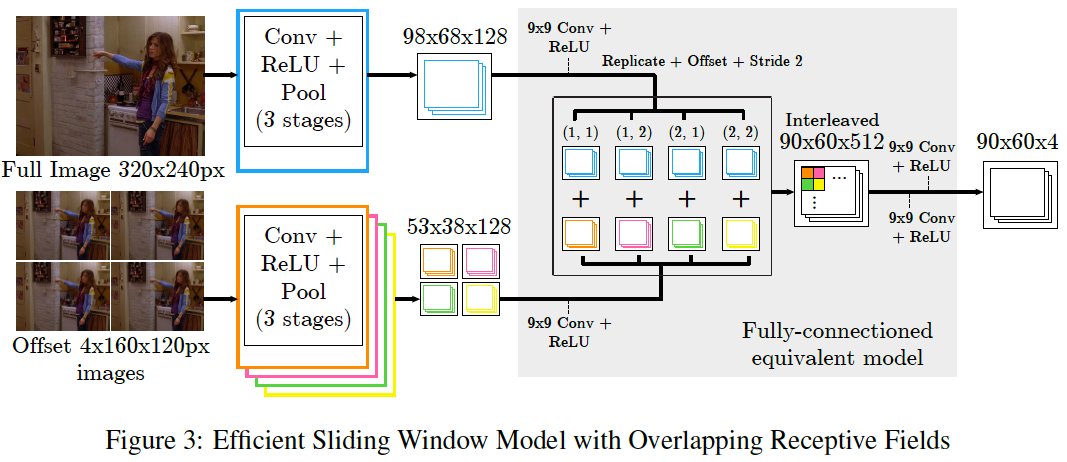 Conv +
ReLU +
Pool
(3 stages)
98x68x128
9x9 Conv +
ReLU
Replicate + Offset + Stride 2
Full Image 320x240px
(1, 1)
(1, 2)
(2, 1)
(2, 2)
+
+
+
+
Interleaved
90x60x512
...
⋮
9x9 Conv
+ ReLU
9x9 Conv
+ ReLU
90x60x4
Conv +
ReLU +
Pool
(3 stages)
53x38x128
9x9 Conv +
ReLU
Offset 4x160x120px
images
Fully-connectioned
equivalent model
Figure 3: Efficient Sliding Window Model with Overlapping Receptive Fields